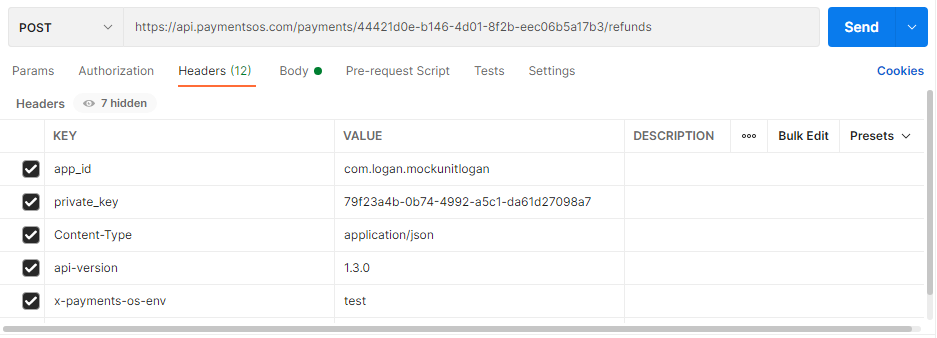 POST https://api.paymentsos.com/payments/44421d0e-b146-4d01-8f2b-eec06b5a17b3/refunds Send
Params Authorization Headers (12) Body Pre-request Script Tests Settings Cookies
Headers 7 hidden
KEY VALUE DESCRIPTION Bulk Edit Presets
app_id com.logan.mockunitlogan
private_key 79f23a4b-0b74-4992-a5c1-da61d27098a7
Content-Type application/json
api-version 1.3.0
x-payments-os-env test